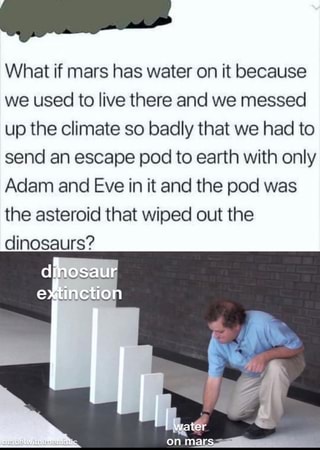 What if mars has water on it because
we used to live there and we messed
up the climate so badly that we had to
send an escape pod to earth with only
Adam and Eve in it and the pod was
the asteroid that wiped out the
dinosaurs?
dinosaur
extinction
water
on mars